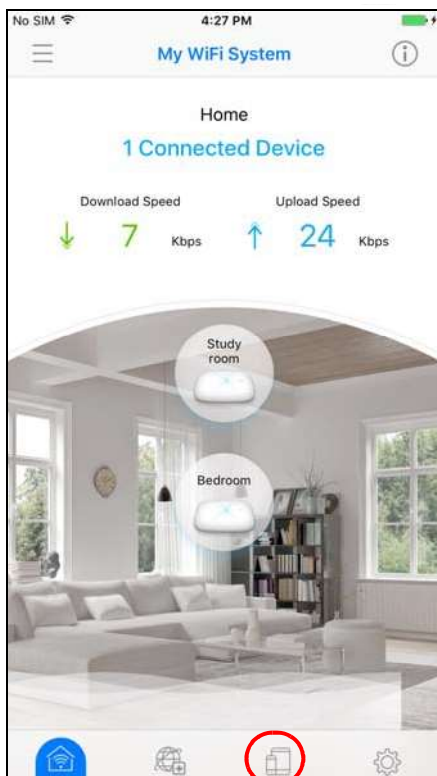 No SIM 4:27 PM
My WiFi System
Home
1 Connected Device
Download Speed Upload Speed
7 Kbps 24 Kbps
Study
room
Bedroom